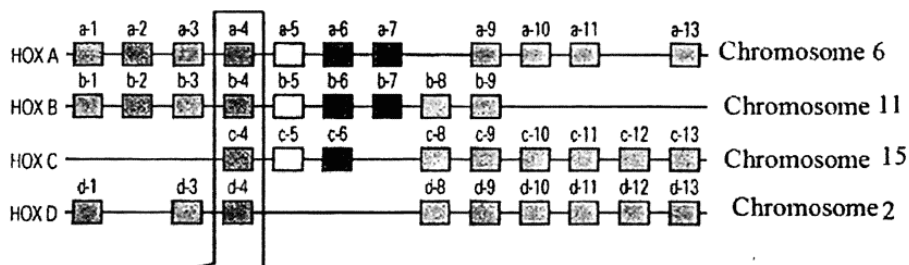 a-1 a-2 a-3 a-4 a-5 a-6 a-7 a-9 a-10 a-11 a-13
HOX A Chromosome 6
b-1 b-2 b-3 b-4 b-5 b-6 b-7 b-8 b-9
HOX B Chromosome 11
c-4 c-5 c-6 c-8 c-9 c-10 c-11 c-12 c-13
HOX C Chromosome 15
d-1 d-3 d-4 d-8 d-9 d-10 d-11 d-12 d-13
HOX D Chromosome 2